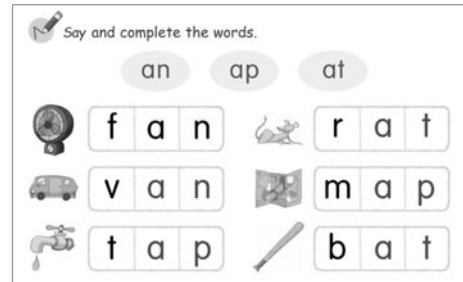 Say and complete the words.
an ap at
f a n r a t
v a n m a p
t a p b a t